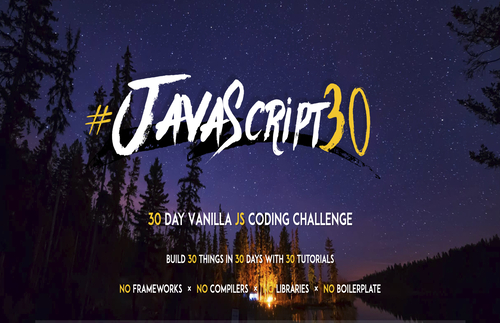 #JAVASCRIPT30
30 DAY VANILLA JS CODING CHALLENGE
BUILD 30 THINGS IN 30 DAYS WITH 30 TUTORIALS
NO FRAMEWORKS × NO COMPILERS × NO LIBRARIES × NO BOILERPLATE